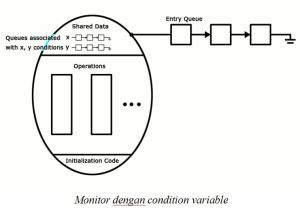 Shared Data
Entry Queue
Queues associated x
with x, y conditions y
Operations
Initialization Code
Monitor dengan condition variable